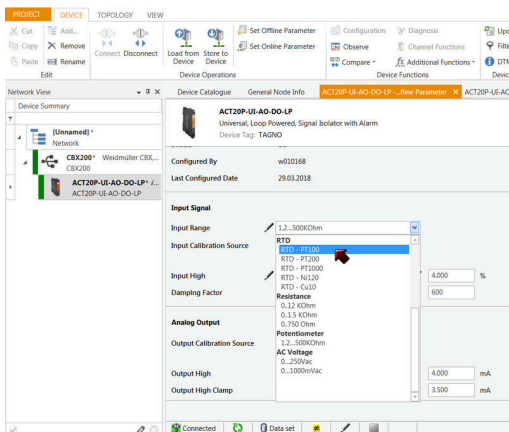 PROJECT DEVICE TOPOLOGY VIEW
Cut Add...
Copy Remove
Paste Rename
Connect Disconnect
Load from Device Store to Device
Set Offline Parameter
Set Online Parameter
Configuration Diagnosis
Observe Channel Functions
Compare Additional Functions
Edit Device Operations Device Functions
Network View
Device Summary
[Unnamed]*
Network
CBX200* Weidmüller CBX,...
CBX200
ACT20P-UI-AO-DO-LP* /...
ACT20P-UI-AO-DO-LP
Device Catalogue General Node Info ACT20P-UI-AO-DO-LP -...fline Parameter X ACT20P-UI-AO
ACT20P-UI-AO-DO-LP
Universal, Loop Powered, Signal Isolator with Alarm
Device Tag: TAGNO
Configured By w010168
Last Configured Date 29.03.2018
Input Signal
Input Range 1.2...500KOhm
Input Calibration Source
RTD
RTD - PT100
RTD - PT200
RTD - PT1000
RTD - Ni120
RTD - Cu10
Resistance
0..12 KOhm
0..1.5 KOhm
0..750 Ohm
Potentiometer
1.2...500KOhm
AC Voltage
0...250Vac
0...1000mVac
Input High 4.000 %
Damping Factor 600
Analog Output
Output Calibration Source
Output High 4.000 mA
Output High Clamp 3.500 mA
Connected Data set